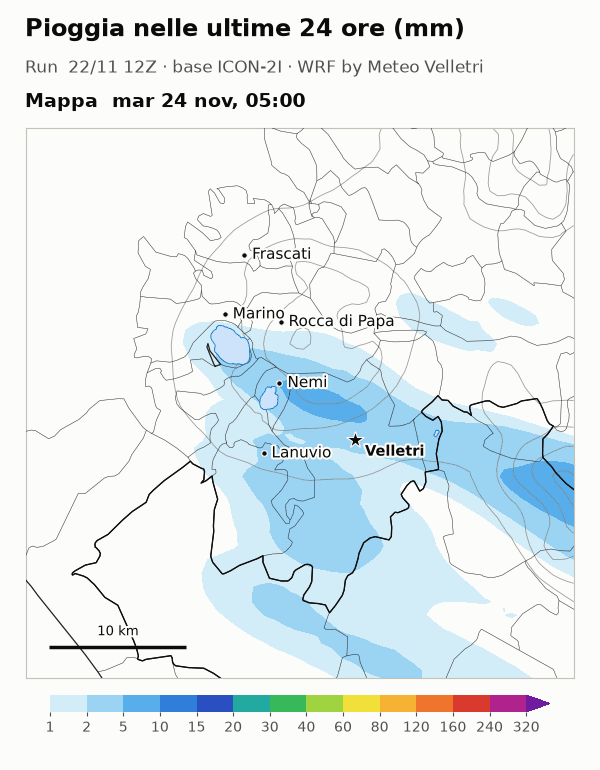 Pioggia nelle ultime 24 ore (mm)
Run 22/11 12Z · base ICON-2I · WRF by Meteo Velletri
Mappa mar 24 nov, 05:00
Frascati
Marino
Rocca di Papa
Nemi
Velletri
Lanuvio
10 km
1 2 5 10 15 20 30 40 60 80 120 160 240 320